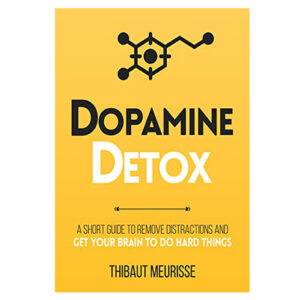 DOPAMINE
DETOX
A SHORT GUIDE TO REMOVE DISTRACTIONS AND
GET YOUR BRAIN TO DO HARD THINGS
THIBAUT MEURISSE